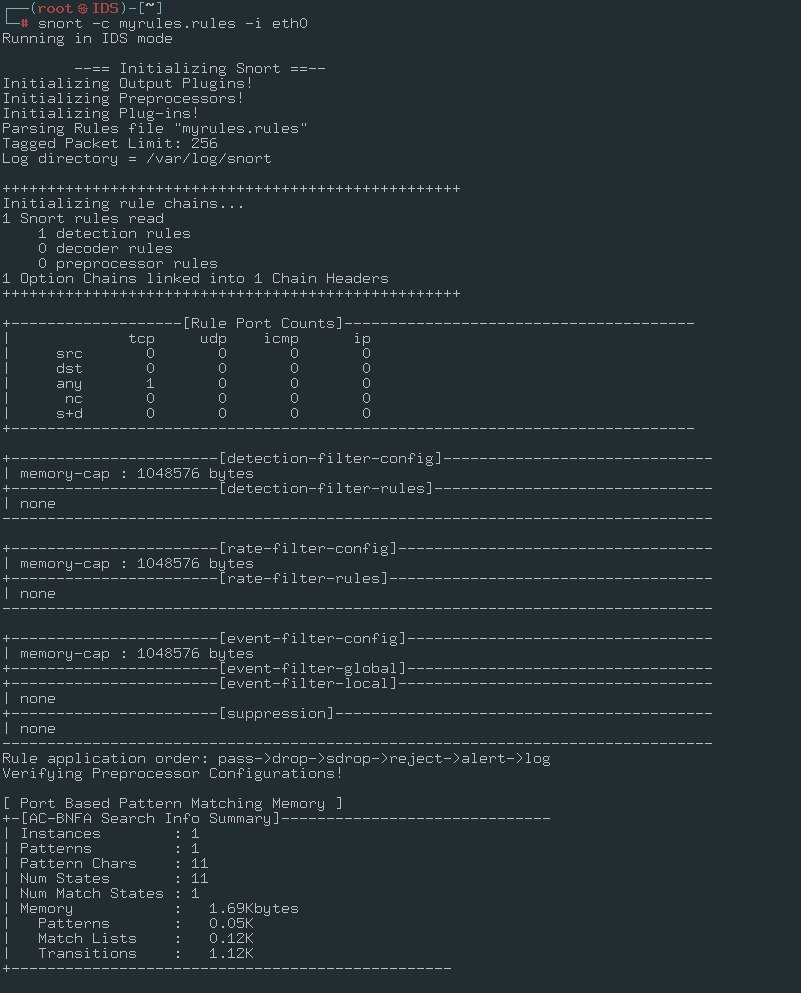 ┌──(root㉿IDS)-[~]
└─# snort -c myrules.rules -i eth0
Running in IDS mode

        --== Initializing Snort ==--
Initializing Output Plugins!
Initializing Preprocessors!
Initializing Plug-ins!
Parsing Rules file "myrules.rules"
Tagged Packet Limit: 256
Log directory = /var/log/snort

+++++++++++++++++++++++++++++++++++++++++++++++++++
Initializing rule chains...
1 Snort rules read
    1 detection rules
    0 decoder rules
    0 preprocessor rules
1 Option Chains linked into 1 Chain Headers
+++++++++++++++++++++++++++++++++++++++++++++++++++

+-------------------[Rule Port Counts]---------------------------------------
|             tcp     udp    icmp      ip
|     src       0       0       0       0
|     dst       0       0       0       0
|     any       1       0       0       0
|      nc       0       0       0       0
|     s+d       0       0       0       0
+----------------------------------------------------------------------------

+-----------------------[detection-filter-config]------------------------------
| memory-cap : 1048576 bytes
+-----------------------[detection-filter-rules]-------------------------------
| none
-------------------------------------------------------------------------------

+-----------------------[rate-filter-config]-----------------------------------
| memory-cap : 1048576 bytes
+-----------------------[rate-filter-rules]------------------------------------
| none
-------------------------------------------------------------------------------

+-----------------------[event-filter-config]----------------------------------
| memory-cap : 1048576 bytes
+-----------------------[event-filter-global]----------------------------------
+-----------------------[event-filter-local]-----------------------------------
| none
+-----------------------[suppression]------------------------------------------
| none
-------------------------------------------------------------------------------
Rule application order: pass->drop->sdrop->reject->alert->log
Verifying Preprocessor Configurations!

[ Port Based Pattern Matching Memory ]
+-[AC-BNFA Search Info Summary]------------------------------
| Instances        : 1
| Patterns         : 1
| Pattern Chars    : 11
| Num States       : 11
| Num Match States : 1
| Memory           :   1.69Kbytes
|   Patterns       :   0.05K
|   Match Lists    :   0.12K
|   Transitions    :   1.12K
+-------------------------------------------------